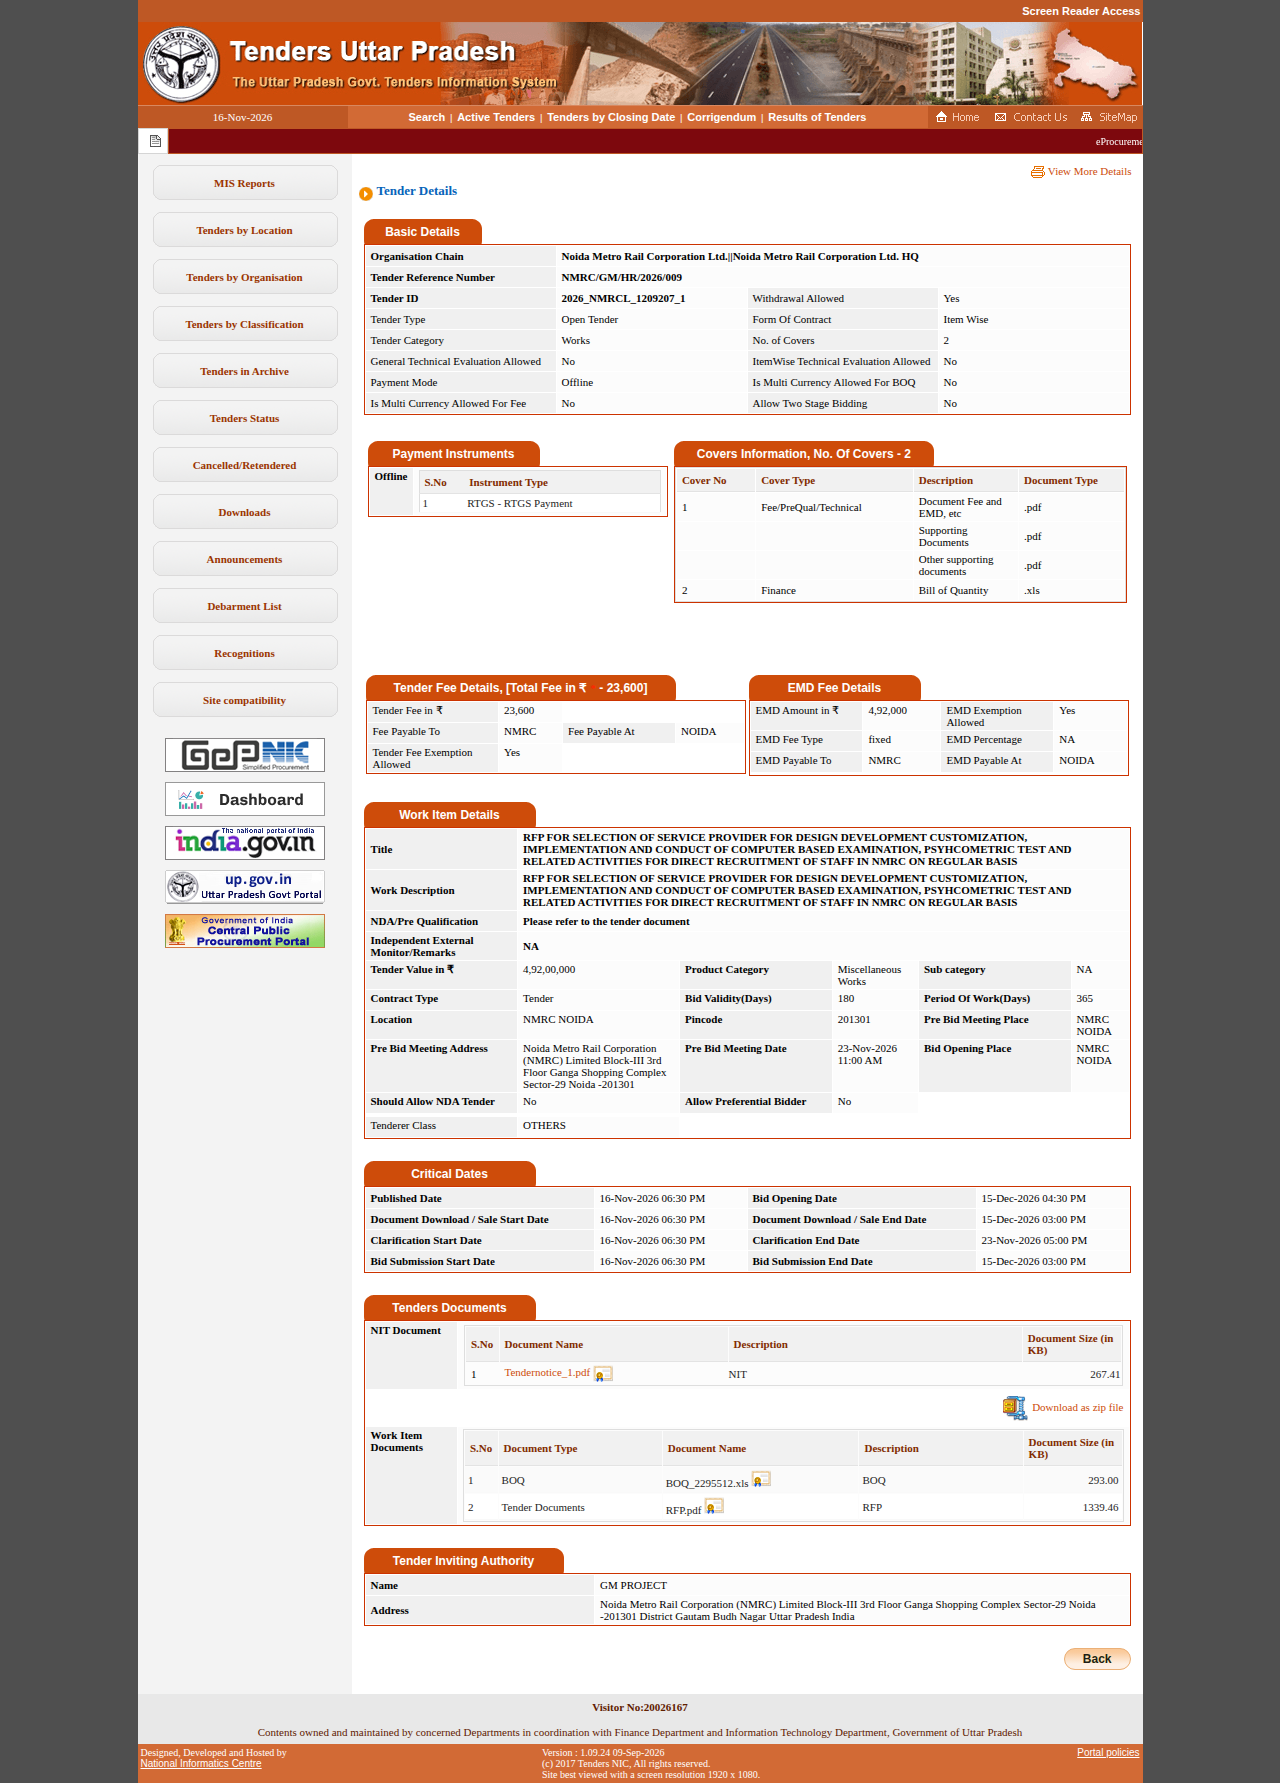 Screen Reader Access
Tenders Uttar Pradesh
The Uttar Pradesh Govt. Tenders Information System
16-Nov-2026
Search | Active Tenders | Tenders by Closing Date | Corrigendum | Results of Tenders
Home Contact Us SiteMap
eProcureme
MIS Reports
Tenders by Location
Tenders by Organisation
Tenders by Classification
Tenders in Archive
Tenders Status
Cancelled/Retendered
Downloads
Announcements
Debarment List
Recognitions
Site compatibility
GePNIC
Simplified Procurement
Dashboard
The national portal of India
india.gov.in
up.gov.in
Uttar Pradesh Govt Portal
Government of India
Central Public
Procurement Portal
View More Details
Tender Details
Basic Details
Organisation Chain Noida Metro Rail Corporation Ltd.||Noida Metro Rail Corporation Ltd. HQ
Tender Reference Number NMRC/GM/HR/2026/009
Tender ID 2026_NMRCL_1209207_1 Withdrawal Allowed Yes
Tender Type Open Tender Form Of Contract Item Wise
Tender Category Works No. of Covers 2
General Technical Evaluation Allowed No ItemWise Technical Evaluation Allowed No
Payment Mode Offline Is Multi Currency Allowed For BOQ No
Is Multi Currency Allowed For Fee No Allow Two Stage Bidding No
Payment Instruments
Offline S.No Instrument Type
1 RTGS - RTGS Payment
Covers Information, No. Of Covers - 2
Cover No Cover Type Description Document Type
1 Fee/PreQual/Technical Document Fee and EMD, etc .pdf
Supporting Documents .pdf
Other supporting documents .pdf
2 Finance Bill of Quantity .xls
Tender Fee Details, [Total Fee in ₹ - 23,600]
Tender Fee in ₹ 23,600
Fee Payable To NMRC Fee Payable At NOIDA
Tender Fee Exemption Allowed Yes
EMD Fee Details
EMD Amount in ₹ 4,92,000 EMD Exemption Allowed Yes
EMD Fee Type fixed EMD Percentage NA
EMD Payable To NMRC EMD Payable At NOIDA
Work Item Details
Title RFP FOR SELECTION OF SERVICE PROVIDER FOR DESIGN DEVELOPMENT CUSTOMIZATION,
IMPLEMENTATION AND CONDUCT OF COMPUTER BASED EXAMINATION, PSYHCOMETRIC TEST AND
RELATED ACTIVITIES FOR DIRECT RECRUITMENT OF STAFF IN NMRC ON REGULAR BASIS
Work Description RFP FOR SELECTION OF SERVICE PROVIDER FOR DESIGN DEVELOPMENT CUSTOMIZATION,
IMPLEMENTATION AND CONDUCT OF COMPUTER BASED EXAMINATION, PSYHCOMETRIC TEST AND
RELATED ACTIVITIES FOR DIRECT RECRUITMENT OF STAFF IN NMRC ON REGULAR BASIS
NDA/Pre Qualification Please refer to the tender document
Independent External Monitor/Remarks NA
Tender Value in ₹ 4,92,00,000 Product Category Miscellaneous Works Sub category NA
Contract Type Tender Bid Validity(Days) 180 Period Of Work(Days) 365
Location NMRC NOIDA Pincode 201301 Pre Bid Meeting Place NMRC NOIDA
Pre Bid Meeting Address Noida Metro Rail Corporation (NMRC) Limited Block-III 3rd Floor Ganga Shopping Complex Sector-29 Noida -201301 Pre Bid Meeting Date 23-Nov-2026 11:00 AM Bid Opening Place NMRC NOIDA
Should Allow NDA Tender No Allow Preferential Bidder No
Tenderer Class OTHERS
Critical Dates
Published Date 16-Nov-2026 06:30 PM Bid Opening Date 15-Dec-2026 04:30 PM
Document Download / Sale Start Date 16-Nov-2026 06:30 PM Document Download / Sale End Date 15-Dec-2026 03:00 PM
Clarification Start Date 16-Nov-2026 06:30 PM Clarification End Date 23-Nov-2026 05:00 PM
Bid Submission Start Date 16-Nov-2026 06:30 PM Bid Submission End Date 15-Dec-2026 03:00 PM
Tenders Documents
NIT Document S.No Document Name Description Document Size (in KB)
1 Tendernotice_1.pdf NIT 267.41
Download as zip file
Work Item Documents S.No Document Type Document Name Description Document Size (in KB)
1 BOQ BOQ_2295512.xls BOQ 293.00
2 Tender Documents RFP.pdf RFP 1339.46
Tender Inviting Authority
Name GM PROJECT
Address Noida Metro Rail Corporation (NMRC) Limited Block-III 3rd Floor Ganga Shopping Complex Sector-29 Noida
-201301 District Gautam Budh Nagar Uttar Pradesh India
Back
Visitor No:20026167
Contents owned and maintained by concerned Departments in coordination with Finance Department and Information Technology Department, Government of Uttar Pradesh
Designed, Developed and Hosted by
National Informatics Centre
Version : 1.09.24 09-Sep-2026
(c) 2017 Tenders NIC, All rights reserved.
Site best viewed with a screen resolution 1920 x 1080.
Portal policies